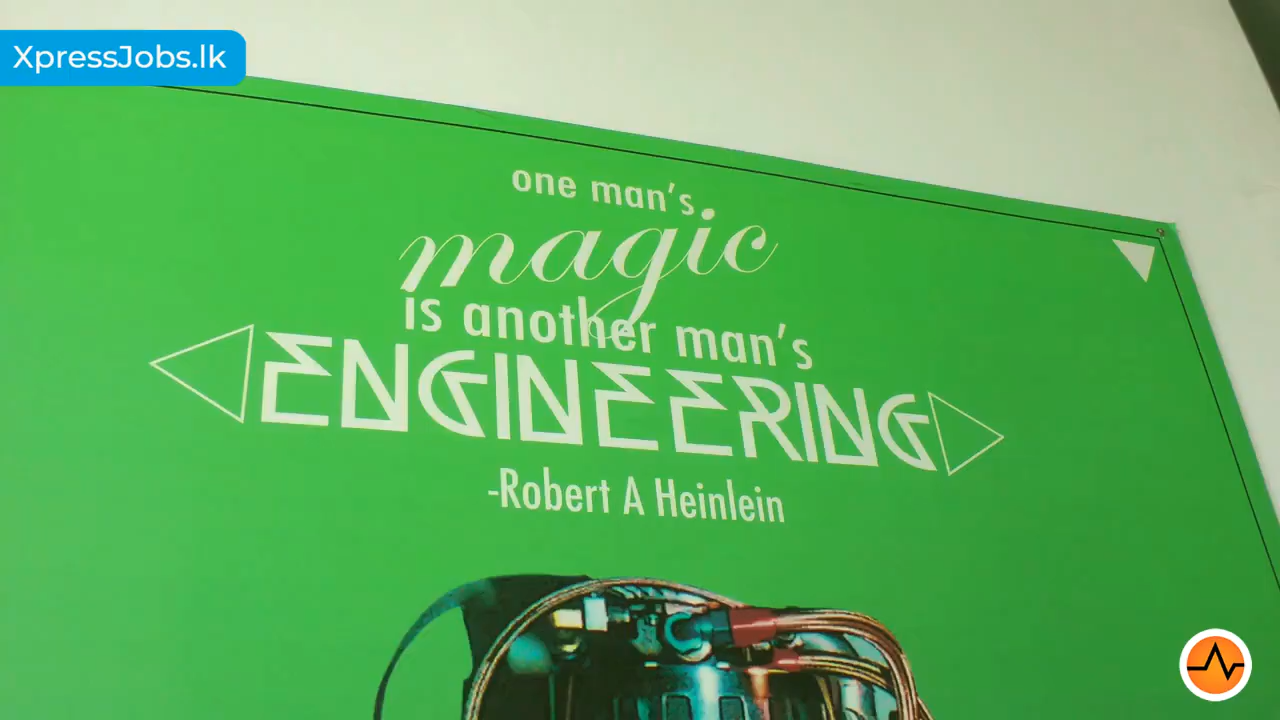 XpressJobs.lk
one man's
magic
is another man's
ENGINEERING
-Robert A Heinlein